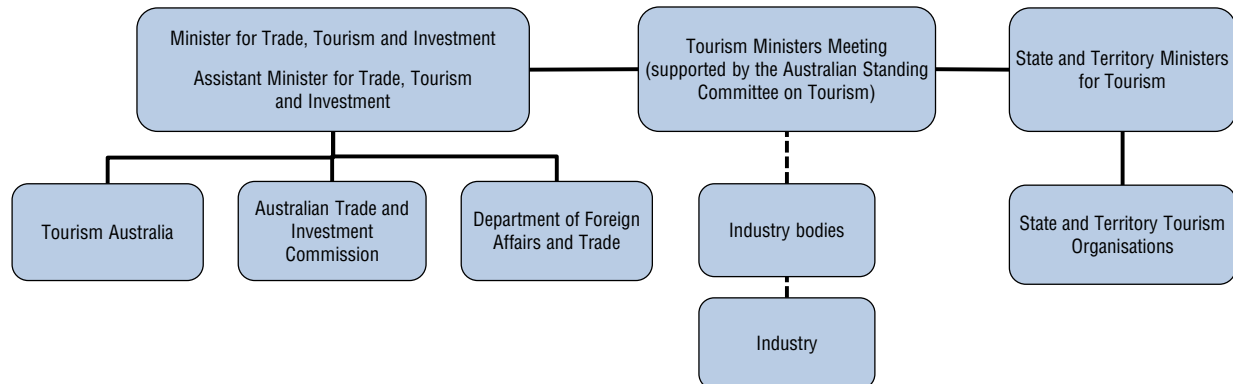 Minister for Trade, Tourism and Investment
Assistant Minister for Trade, Tourism
and Investment
Tourism Ministers Meeting
(supported by the Australian Standing
Committee on Tourism)
State and Territory Ministers
for Tourism
Tourism Australia
Australian Trade and
Investment
Commission
Department of Foreign
Affairs and Trade
Industry bodies
State and Territory Tourism
Organisations
Industry